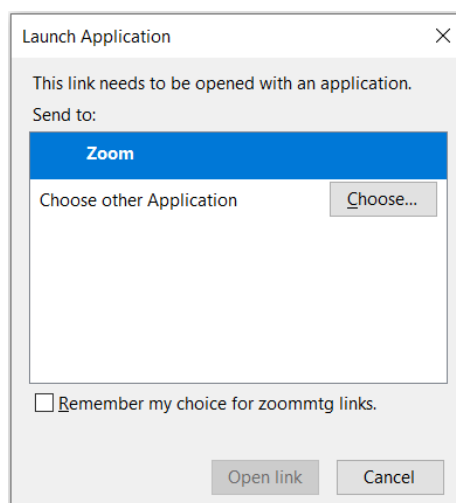 Launch Application
This link needs to be opened with an application.
Send to:
Zoom
Choose other Application
Choose...
Remember my choice for zoommtg links.
Open link
Cancel